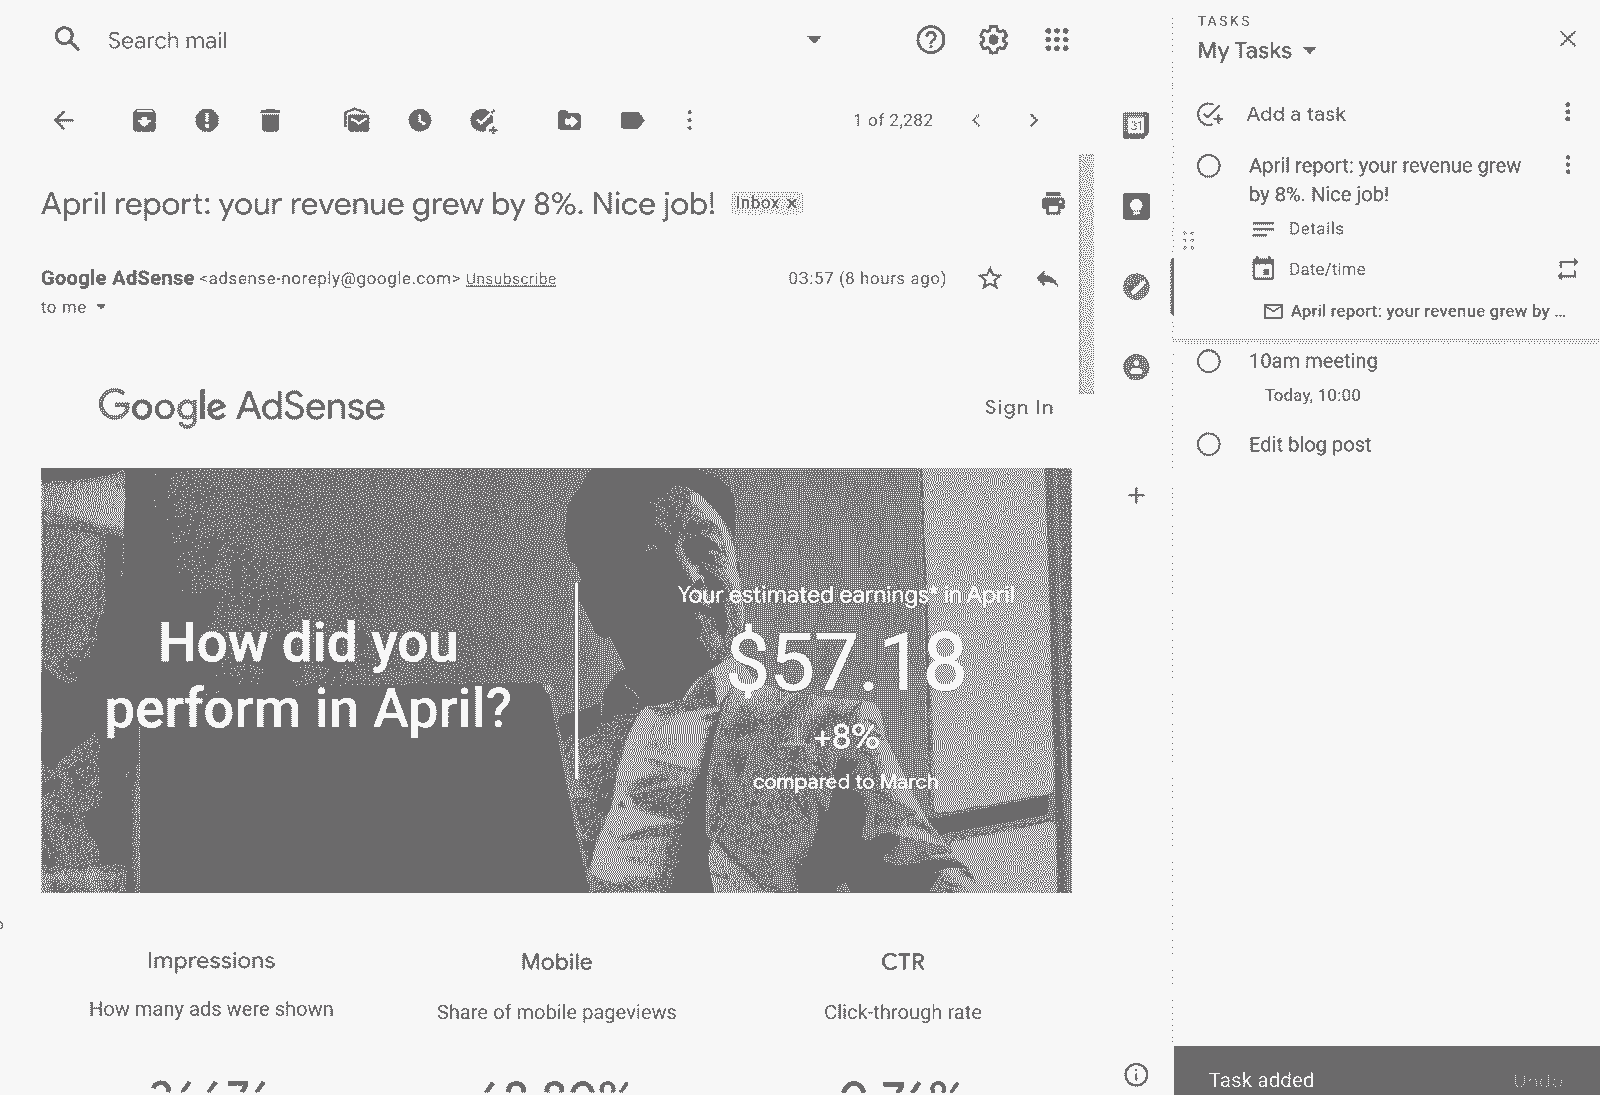 Search mail
1 of 2,282
April report: your revenue grew by 8%. Nice job! Inbox x
Google AdSense <adsense-noreply@google.com> Unsubscribe
03:57 (8 hours ago)
to me
Google AdSense
Sign In
How did you
perform in April?
Your estimated earnings* in April
$57.18
+8%
compared to March
Impressions
How many ads were shown
Mobile
Share of mobile pageviews
CTR
Click-through rate
31
TASKS
My Tasks
Add a task
April report: your revenue grew
by 8%. Nice job!
Details
Date/time
April report: your revenue grew by ...
10am meeting
Today, 10:00
Edit blog post
Task added
Undo